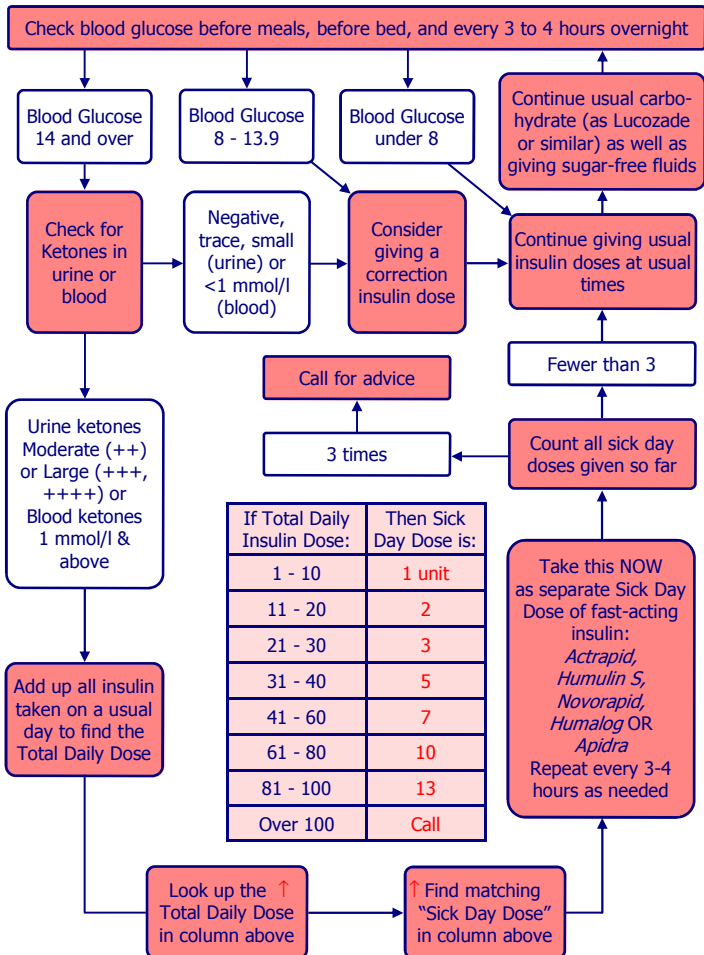 Check blood glucose before meals, before bed, and every 3 to 4 hours overnight
Blood Glucose
14 and over
Blood Glucose
8 - 13.9
Blood Glucose
under 8
Continue usual carbo-
hydrate (as Lucozade
or similar) as well as
giving sugar-free fluids
Check for
Ketones in
urine or
blood
Negative,
trace, small
(urine) or
<1 mmol/l
(blood)
Consider
giving a
correction
insulin dose
Continue giving usual
insulin doses at usual
times
Fewer than 3
Call for advice
3 times
Count all sick day
doses given so far
Urine ketones
Moderate (++)
or Large (+++,
++++) or
Blood ketones
1 mmol/l &
above
If Total Daily
Insulin Dose:
Then Sick
Day Dose is:
1 - 10
1 unit
11 - 20
2
21 - 30
3
31 - 40
5
41 - 60
7
61 - 80
10
81 - 100
13
Over 100
Call
Take this NOW
as separate Sick Day
Dose of fast-acting
insulin:
Actrapid,
Humulin S,
Novorapid,
Humalog OR
Apidra
Repeat every 3-4
hours as needed
Add up all insulin
taken on a usual
day to find the
Total Daily Dose
Look up the ↑
Total Daily Dose
in column above
↑ Find matching
“Sick Day Dose”
in column above